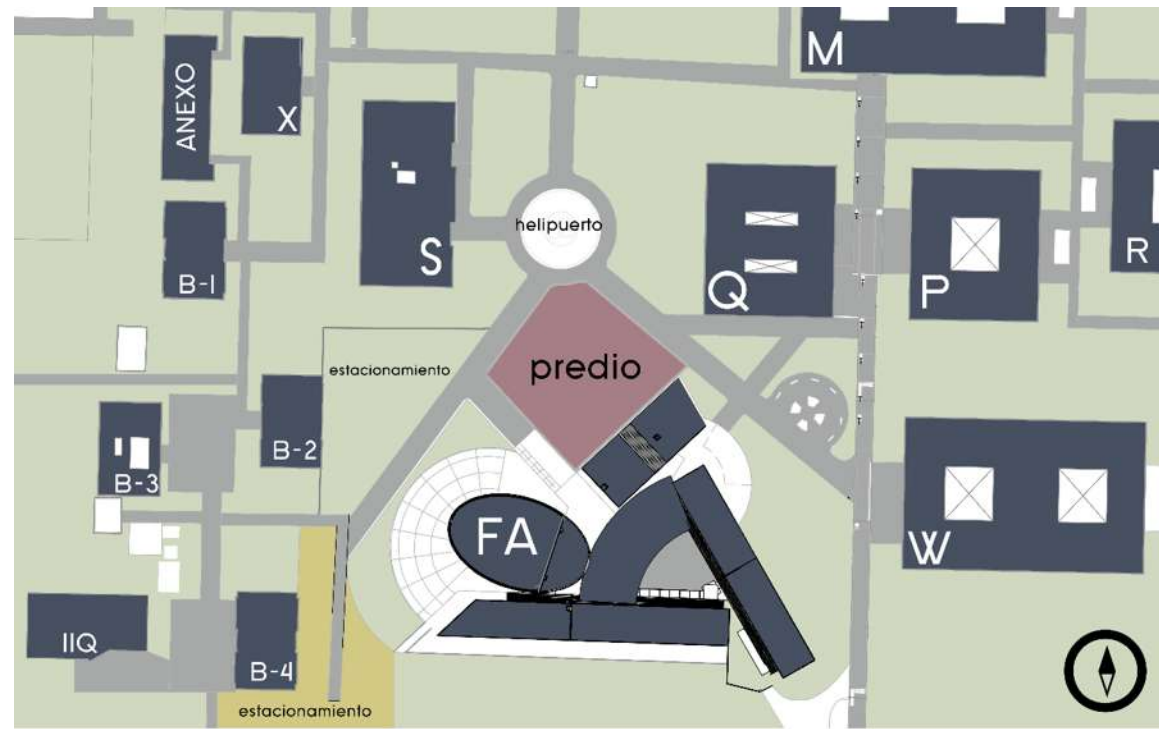 M
ANEXO
X
S
helipuerto
Q
P
R
B-1
predio
estacionamiento
B-2
B-3
FA
W
IIQ
B-4
estacionamiento